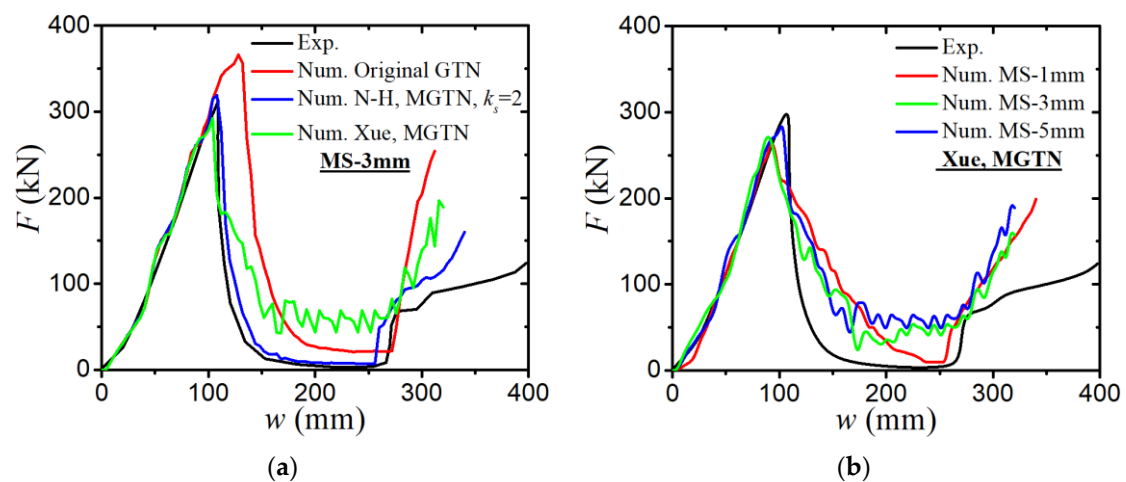 400
300
200
100
0
F (kN)
Exp.
Num. Original GTN
Num. N-H, MGTN, ks=2
Num. Xue, MGTN
MS-3mm
0 100 200 300 400
w (mm)
(a)
400
300
200
100
0
F (kN)
Exp.
Num. MS-1mm
Num. MS-3mm
Num. MS-5mm
Xue, MGTN
0 100 200 300 400
w (mm)
(b)